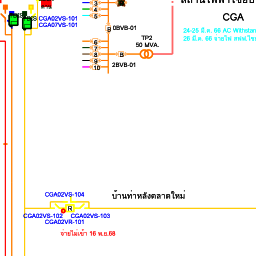 3
4
5
CGA
CGA02VS-101
CGA07VS-101
0BVB-01
B
24-25 มี.ค. 68 AC Withstand
TP2
50 MVA.
6
7
8
B
9
10
2BVB-01
CGA02VS-104
บ้านท่าหลังตลาดใหม่
R
CGA02VS-102
CGA02VS-103
CGA02VR-101
จ่ายไฟเข้า 16 พ.ย.68